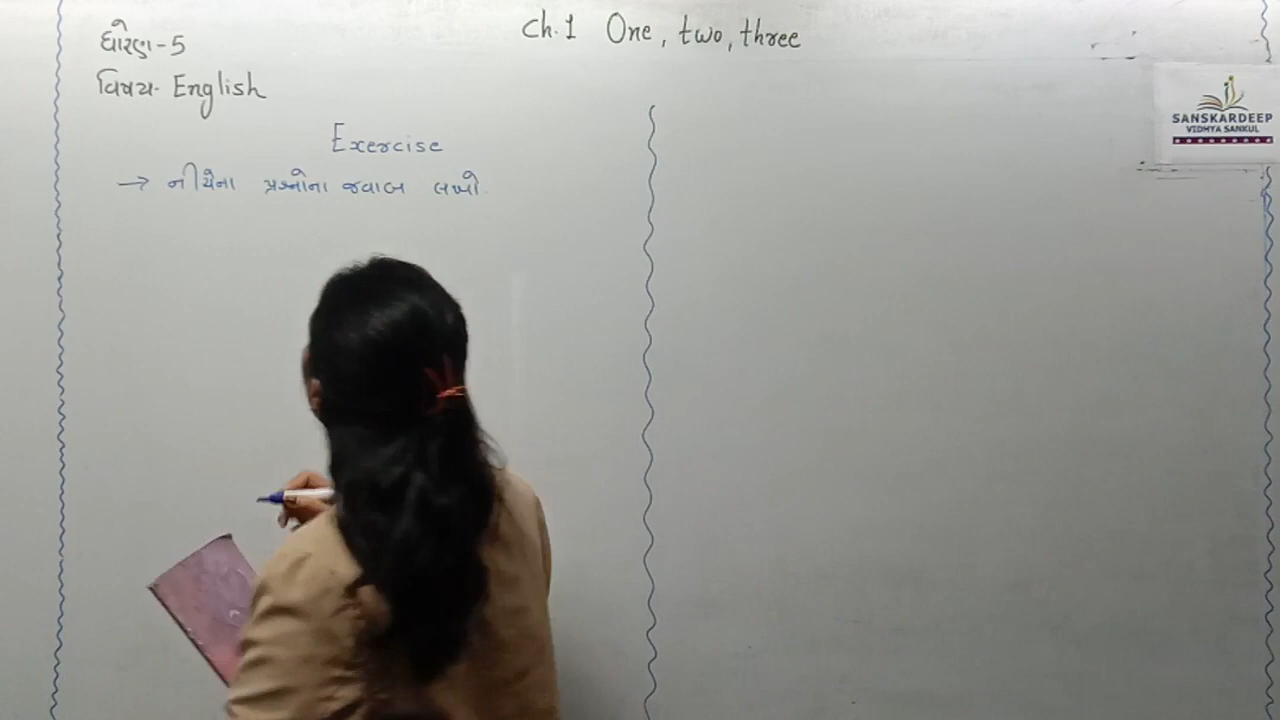 ધોરણ-5
Ch.1 One, two, three
વિષય- English
SANSKARDEEP
VIDHYA SANKUL
Exercise
→ નીચેના પ્રશ્નોના જવાબ લખો.